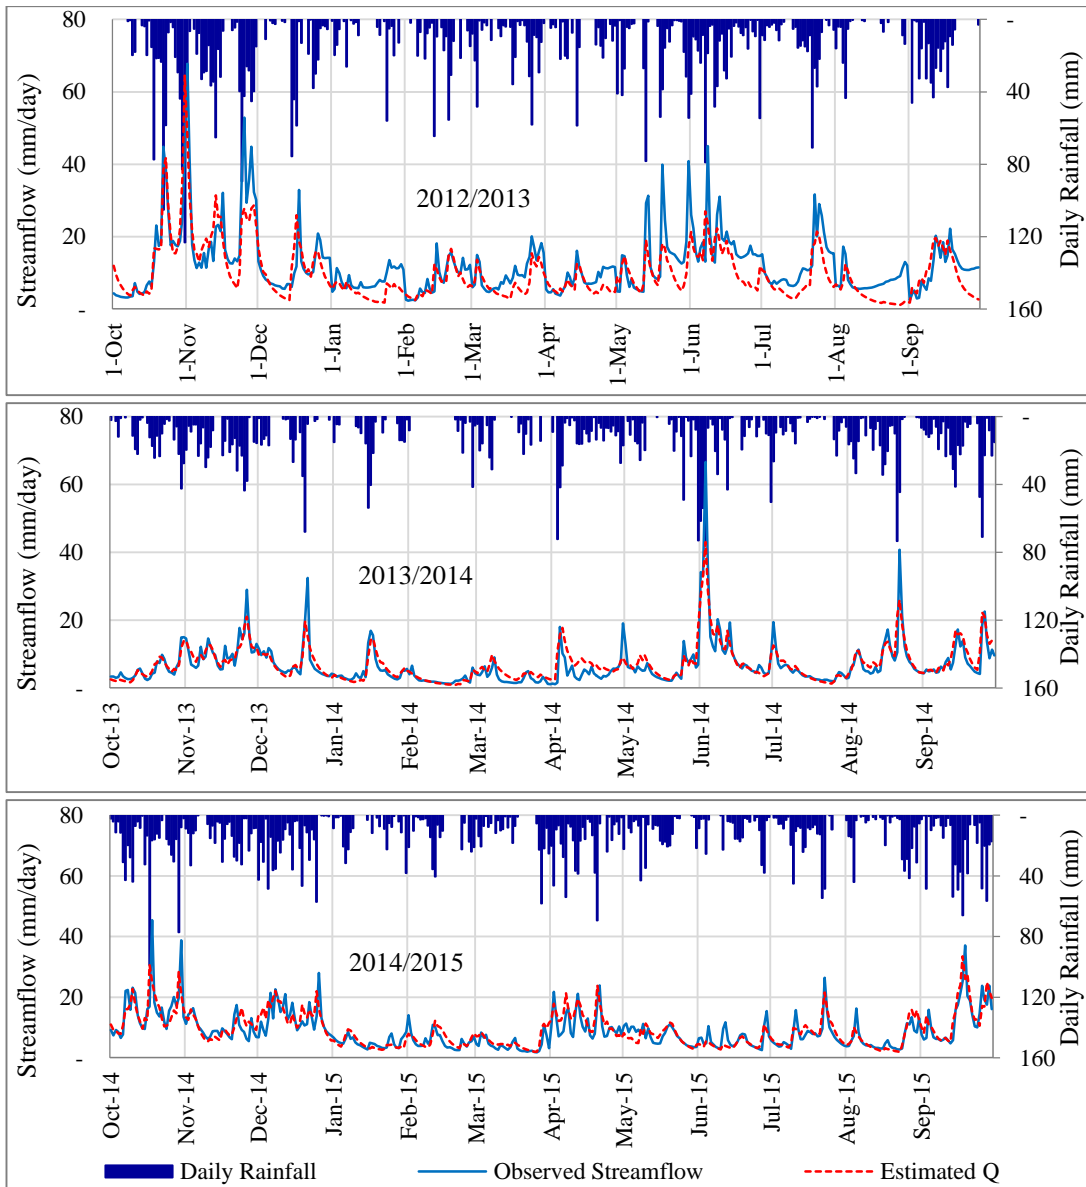 Streamflow (mm/day)
80
60
40
20
-
-
40
80
120
160
Daily Rainfall (mm)
2012/2013
1-Oct
1-Nov
1-Dec
1-Jan
1-Feb
1-Mar
1-Apr
1-May
1-Jun
1-Jul
1-Aug
1-Sep
Streamflow (mm/day)
80
60
40
20
-
-
40
80
120
160
Daily Rainfall (mm)
2013/2014
Oct-13
Nov-13
Dec-13
Jan-14
Feb-14
Mar-14
Apr-14
May-14
Jun-14
Jul-14
Aug-14
Sep-14
Streamflow (mm/day)
80
60
40
20
-
-
40
80
120
160
Daily Rainfall (mm)
2014/2015
Oct-14
Nov-14
Dec-14
Jan-15
Feb-15
Mar-15
Apr-15
May-15
Jun-15
Jul-15
Aug-15
Sep-15
Daily Rainfall
Observed Streamflow
Estimated Q